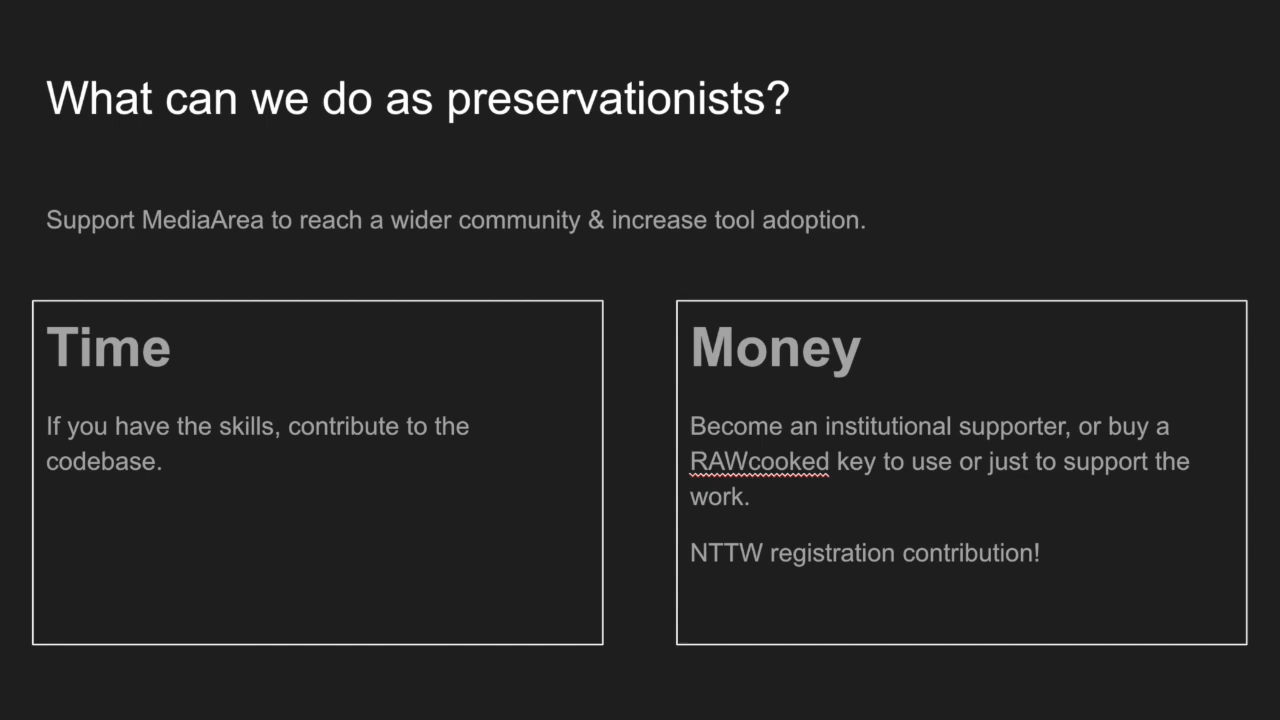 What can we do as preservationists?
Support MediaArea to reach a wider community & increase tool adoption.
Time
If you have the skills, contribute to the
codebase.
Money
Become an institutional supporter, or buy a
RAWcooked key to use or just to support the
work.
NTTW registration contribution!